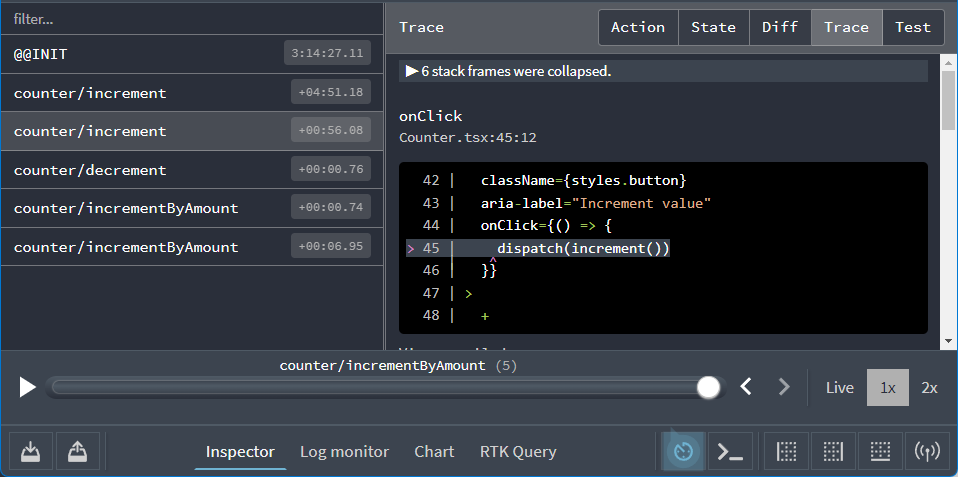 filter...
@@INIT 3:14:27.11
counter/increment +04:51.18
counter/increment +00:56.08
counter/decrement +00:00.76
counter/incrementByAmount +00:00.74
counter/incrementByAmount +00:06.95
Trace Action State Diff Trace Test
▶ 6 stack frames were collapsed.
onClick
Counter.tsx:45:12
42 | className={styles.button}
43 | aria-label="Increment value"
44 | onClick={() => {
> 45 | dispatch(increment())
| ^
46 | }}
47 | >
48 | +
counter/incrementByAmount (5)
Live 1x 2x
Inspector Log monitor Chart RTK Query